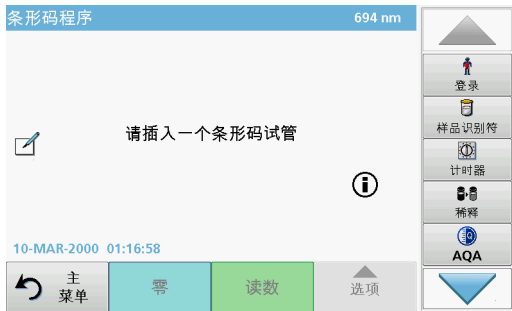 条形码程序 694 nm
登录
样品识别符
请插入一个条形码试管
计时器
稀释
10-MAR-2000 01:16:58
AQA
主
菜单
零
读数
选项